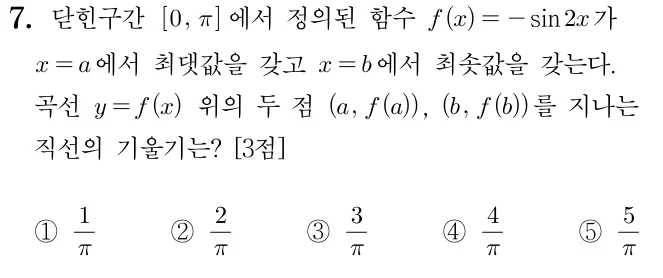 7. 닫힌구간 [0, π]에서 정의된 함수 f(x)=−sin2x가
x=a에서 최댓값을 갖고 x=b에서 최솟값을 갖는다.
곡선 y=f(x) 위의 두 점 (a, f(a)), (b, f(b))를 지나는
직선의 기울기는? [3점]
① 1/π ② 2/π ③ 3/π ④ 4/π ⑤ 5/π